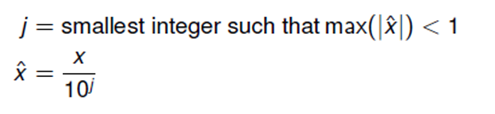 j = smallest integer such that max(|x̂|) < 1
x̂ = x / 10^j